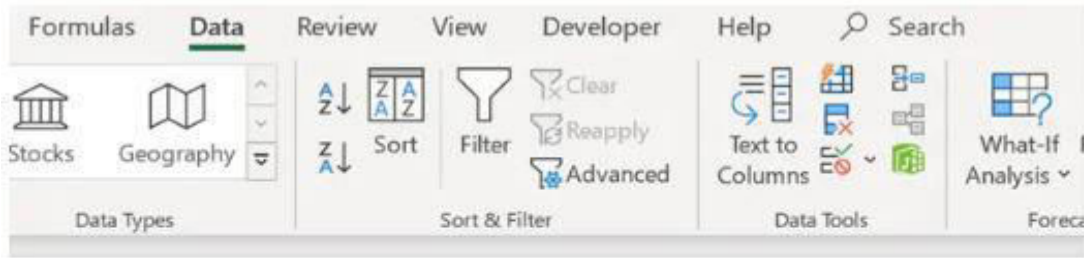 Formulas Data Review View Developer Help Search
Clear
Reapply
Advanced
Stocks Geography Sort Filter
Text to
Columns
What-If
Analysis
Data Types Sort & Filter Data Tools Foreca